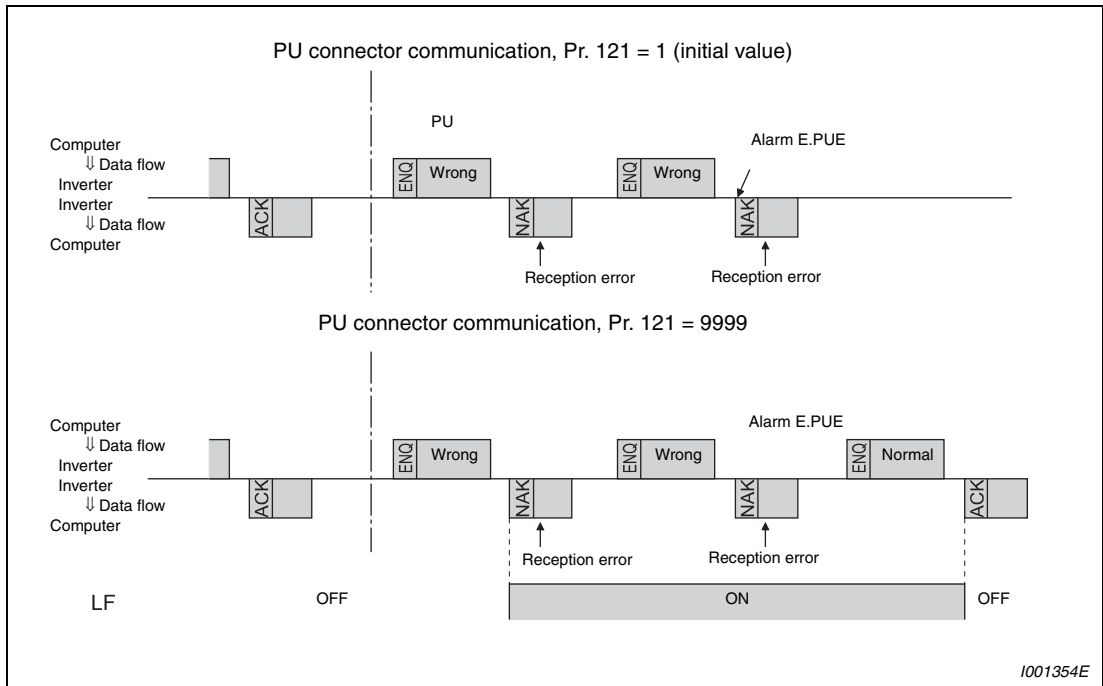 PU connector communication, Pr. 121 = 1 (initial value)
PU
Alarm E.PUE
Computer
⇓ Data flow
Inverter
Inverter
⇓ Data flow
Computer
ENQ Wrong
ENQ Wrong
ACK
NAK
NAK
Reception error
Reception error
PU connector communication, Pr. 121 = 9999
Alarm E.PUE
Computer
⇓ Data flow
Inverter
Inverter
⇓ Data flow
Computer
ENQ Wrong
ENQ Wrong
ENQ Normal
ACK
NAK
NAK
ACK
Reception error
Reception error
LF
OFF
ON
OFF
I001354E